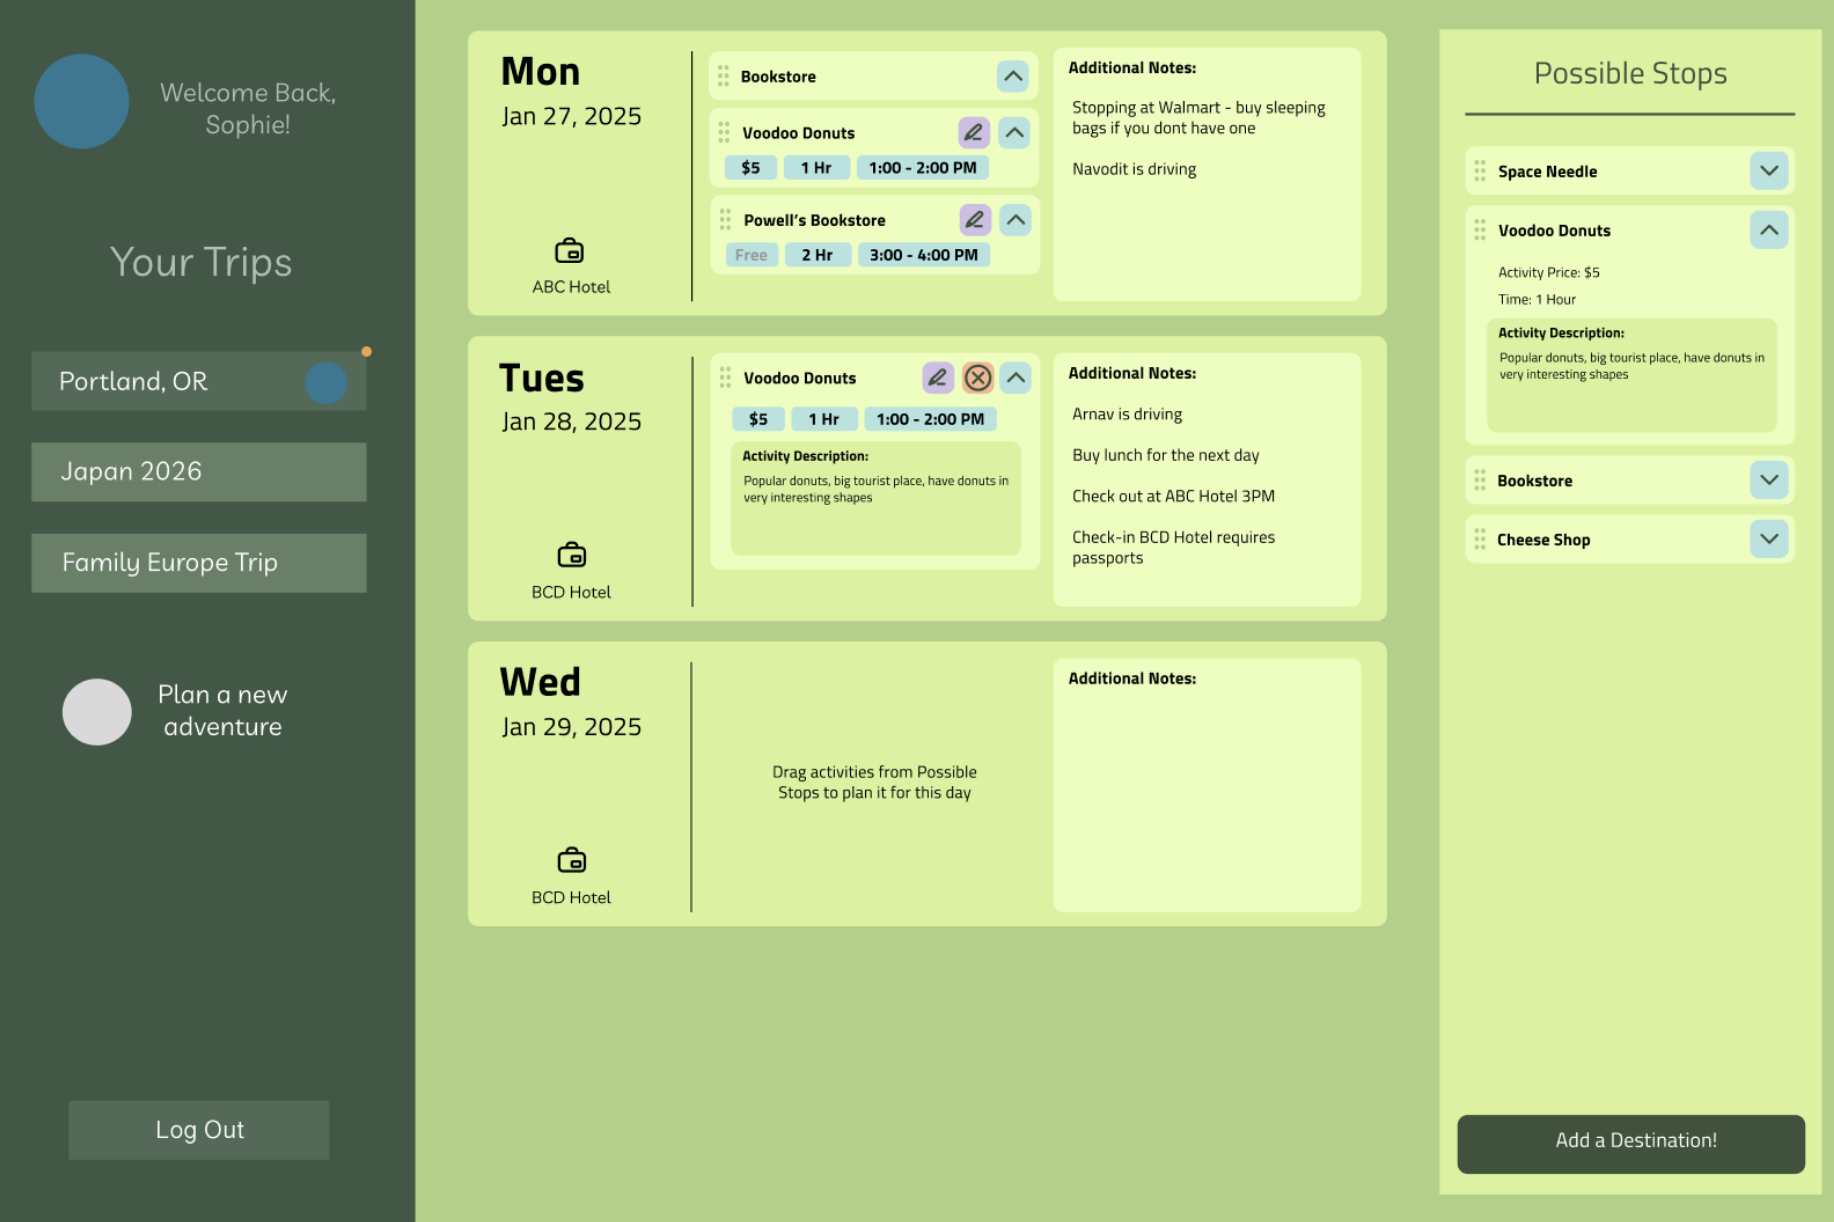 Welcome Back,
Sophie!
Your Trips
Portland, OR
Japan 2026
Family Europe Trip
Plan a new
adventure
Log Out
Mon
Jan 27, 2025
ABC Hotel
Bookstore
Voodoo Donuts
$5
1 Hr
1:00 - 2:00 PM
Powell's Bookstore
Free
2 Hr
3:00 - 4:00 PM
Additional Notes:
Stopping at Walmart - buy sleeping
bags if you dont have one
Navodit is driving
Tues
Jan 28, 2025
BCD Hotel
Voodoo Donuts
$5
1 Hr
1:00 - 2:00 PM
Activity Description:
Popular donuts, big tourist place, have donuts in
very interesting shapes
Additional Notes:
Arnav is driving
Buy lunch for the next day
Check out at ABC Hotel 3PM
Check-in BCD Hotel requires
passports
Wed
Jan 29, 2025
BCD Hotel
Drag activities from Possible
Stops to plan it for this day
Additional Notes:
Possible Stops
Space Needle
Voodoo Donuts
Activity Price: $5
Time: 1 Hour
Activity Description:
Popular donuts, big tourist place, have donuts in
very interesting shapes
Bookstore
Cheese Shop
Add a Destination!